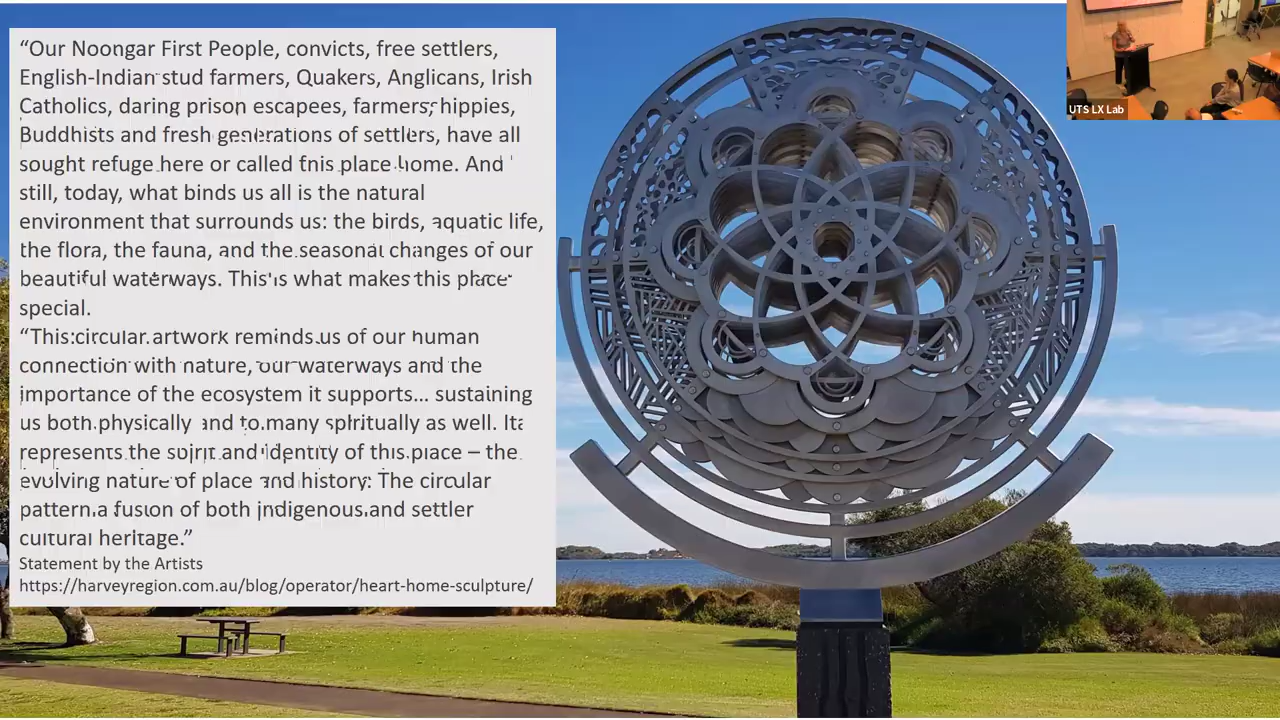 “Our Noongar First People, convicts, free settlers,
English-Indian stud farmers, Quakers, Anglicans, Irish
Catholics, daring prison escapees, farmers, hippies,
Buddhists and fresh generations of settlers, have all
sought refuge here or called this place home. And
still, today, what binds us all is the natural
environment that surrounds us: the birds, aquatic life,
the flora, the fauna, and the seasonal changes of our
beautiful waterways. This is what makes this place
special.
“This circular artwork reminds us of our human
connection with nature, our waterways and the
importance of the ecosystem it supports... sustaining
us both physically and to many spiritually as well. It
represents the spirit and identity of this place – the
evolving nature of place and history. The circular
pattern a fusion of both indigenous and settler
cultural heritage.”
Statement by the Artists
https://harveyregion.com.au/blog/operator/heart-home-sculpture/
UTS LX Lab